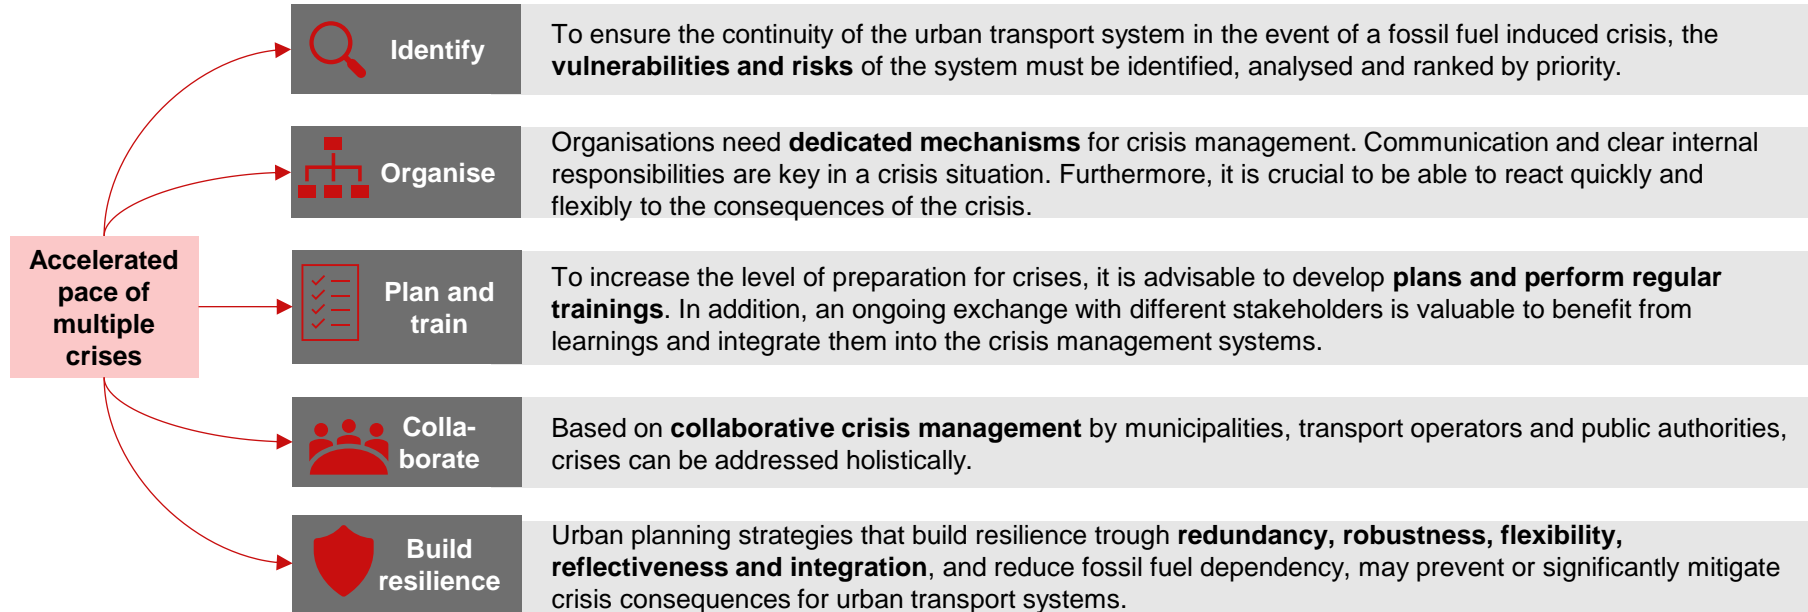 Accelerated
pace of
multiple
crises
Identify
To ensure the continuity of the urban transport system in the event of a fossil fuel induced crisis, the
vulnerabilities and risks of the system must be identified, analysed and ranked by priority.
Organise
Organisations need dedicated mechanisms for crisis management. Communication and clear internal
responsibilities are key in a crisis situation. Furthermore, it is crucial to be able to react quickly and
flexibly to the consequences of the crisis.
Plan and
train
To increase the level of preparation for crises, it is advisable to develop plans and perform regular
trainings. In addition, an ongoing exchange with different stakeholders is valuable to benefit from
learnings and integrate them into the crisis management systems.
Colla-
borate
Based on collaborative crisis management by municipalities, transport operators and public authorities,
crises can be addressed holistically.
Build
resilience
Urban planning strategies that build resilience trough redundancy, robustness, flexibility,
reflectiveness and integration, and reduce fossil fuel dependency, may prevent or significantly mitigate
crisis consequences for urban transport systems.